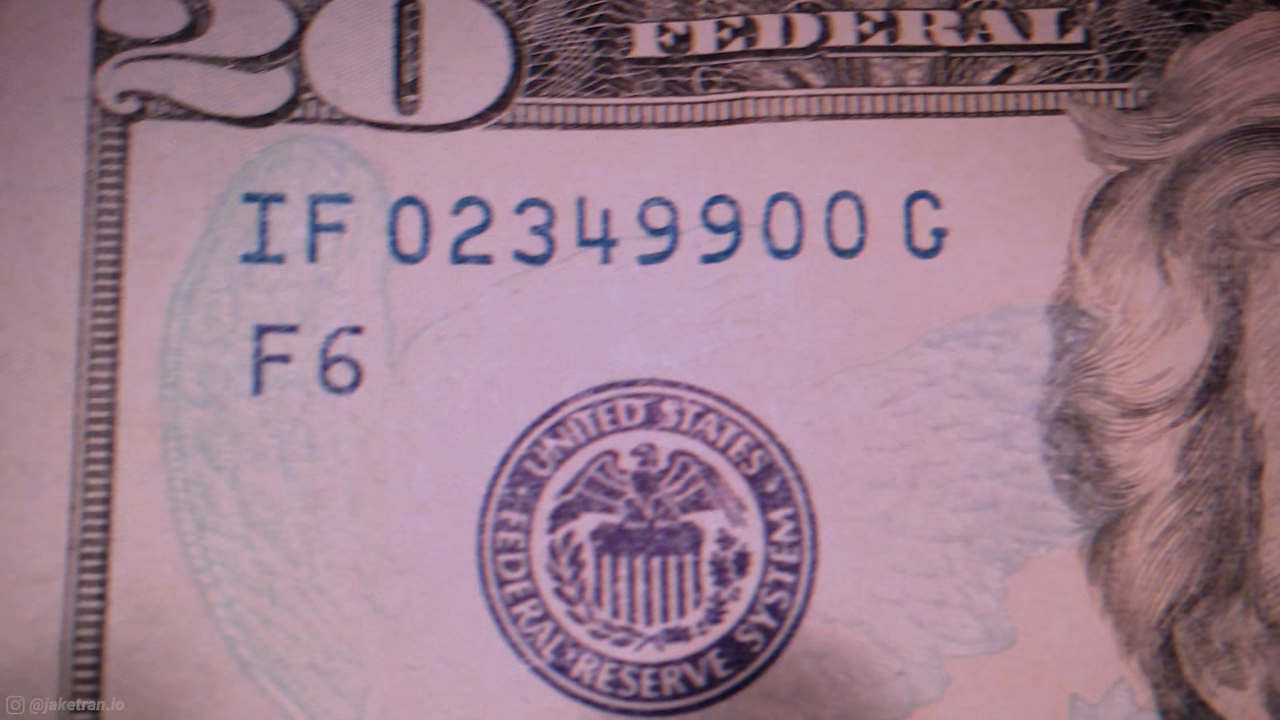 20 FEDERAL
IF 02349900 G
F6
UNITED STATES
FEDERAL RESERVE SYSTEM
@jaketran.io